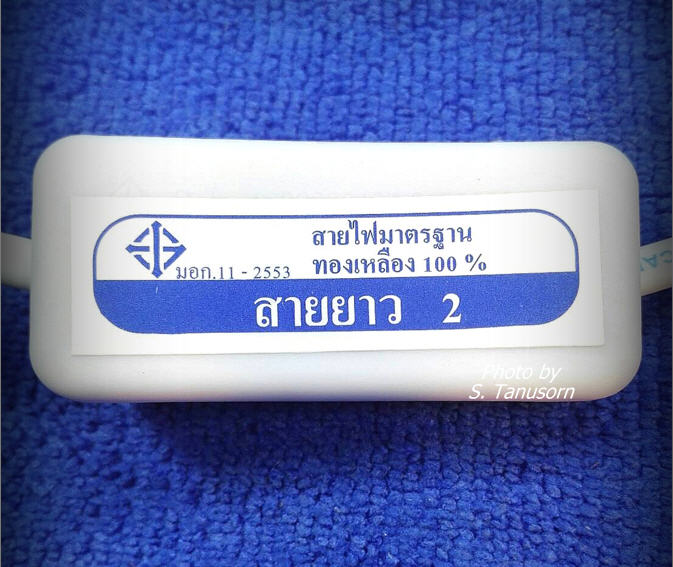 สายไฟมาตรฐาน
มอก.11 - 2553 ทองเหลือง 100 %
สายยาว 2
Photo by
S. Tanusorn